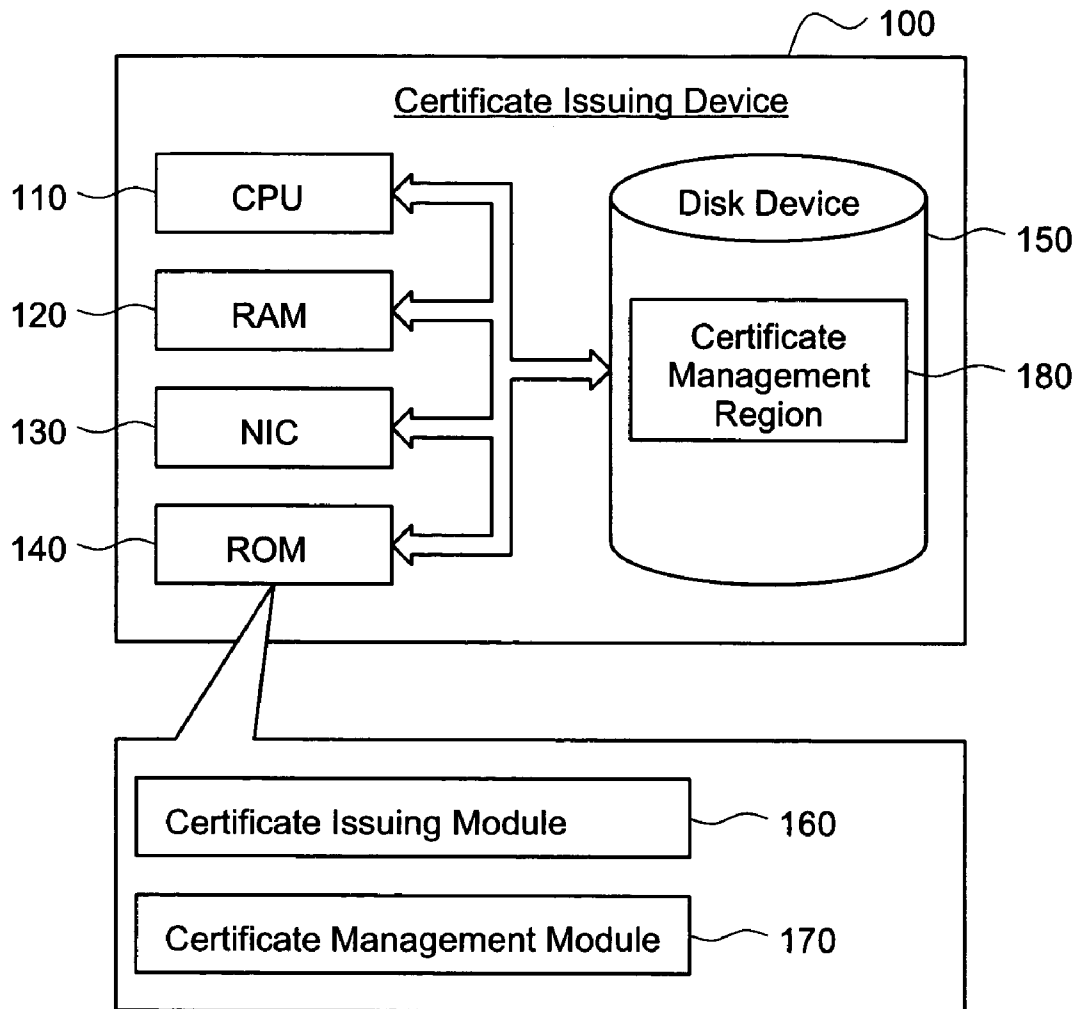 100
Certificate Issuing Device
110
CPU
Disk Device
150
120
RAM
Certificate
Management
Region
180
130
NIC
140
ROM
Certificate Issuing Module
160
Certificate Management Module
170